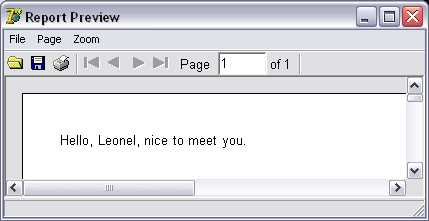 Report Preview
File Page Zoom
Page 1 of 1
Hello, Leonel, nice to meet you.